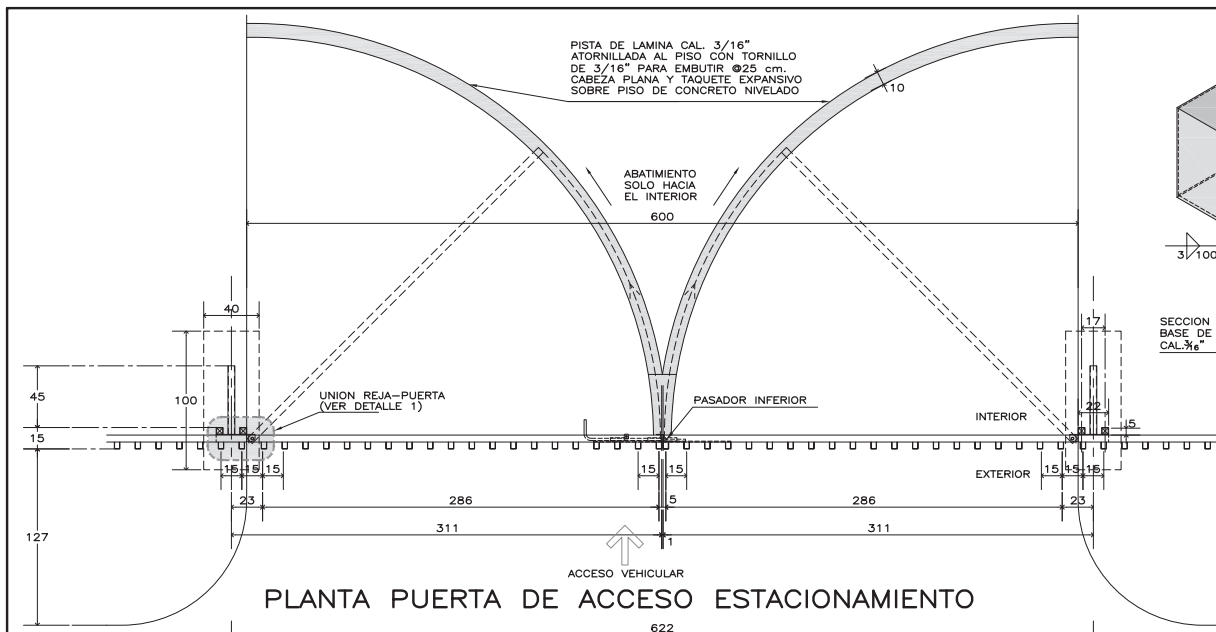 PISTA DE LAMINA CAL. 3/16"
ATORNILLADA AL PISO CON TORNILLO
DE 3/16" PARA EMBUTIR @25 cm.
CABEZA PLANA Y TAQUETE EXPANSIVO
SOBRE PISO DE CONCRETO NIVELADO
10
ABATIMIENTO
SOLO HACIA
EL INTERIOR
600
3 100
40
17
SECCION
BASE DE
CAL.3/16"
45
100
UNION REJA-PUERTA
(VER DETALLE 1)
PASADOR INFERIOR
INTERIOR
22
5
15
EXTERIOR
15 15 15
15 15
15 15 15
23
286
5
286
23
127
311
1
311
ACCESO VEHICULAR
PLANTA PUERTA DE ACCESO ESTACIONAMIENTO
622